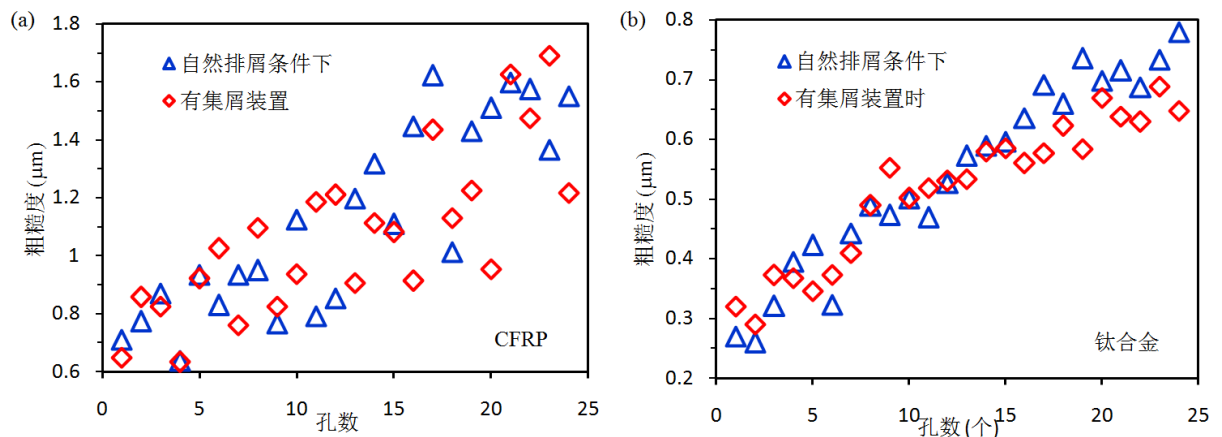 (a)
粗糙度 (μm)
1.8
1.6
1.4
1.2
1
0.8
0.6
自然排屑条件下
有集屑装置
CFRP
0 5 10 15 20 25
孔数
(b)
粗糙度 (μm)
0.8
0.7
0.6
0.5
0.4
0.3
0.2
自然排屑条件下
有集屑装置时
钛合金
0 5 10 15 20 25
孔数 (个)